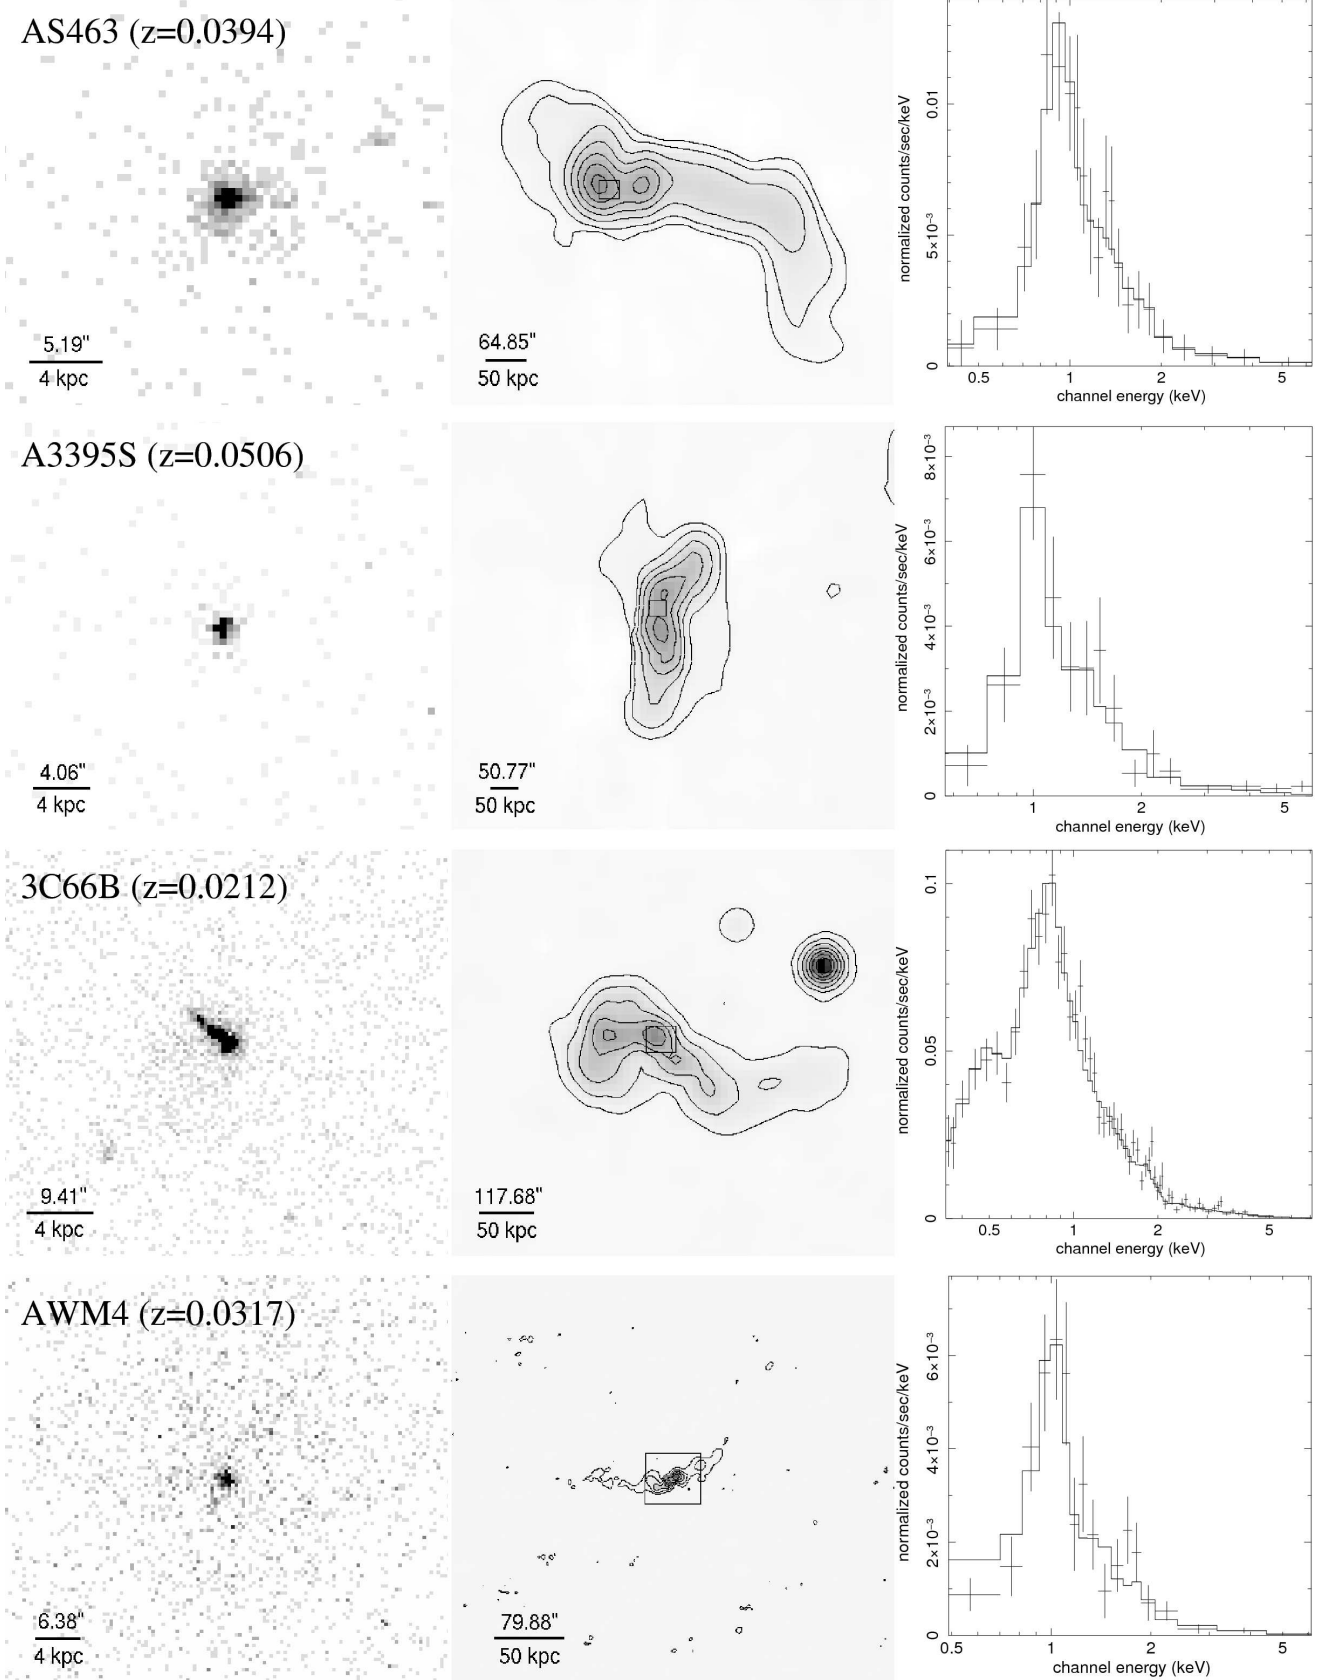 AS463 (z=0.0394)
5.19"
4 kpc
64.85"
50 kpc
normalized counts/sec/keV
0.01
5×10⁻³
0
0.5 1 2 5
channel energy (keV)
A3395S (z=0.0506)
4.06"
4 kpc
50.77"
50 kpc
normalized counts/sec/keV
8×10⁻³
6×10⁻³
4×10⁻³
2×10⁻³
0
1 2 5
channel energy (keV)
3C66B (z=0.0212)
9.41"
4 kpc
117.68"
50 kpc
normalized counts/sec/keV
0.1
0.05
0
0.5 1 2 5
channel energy (keV)
AWM4 (z=0.0317)
6.38"
4 kpc
79.88"
50 kpc
normalized counts/sec/keV
6×10⁻³
4×10⁻³
2×10⁻³
0
0.5 1 2 5
channel energy (keV)